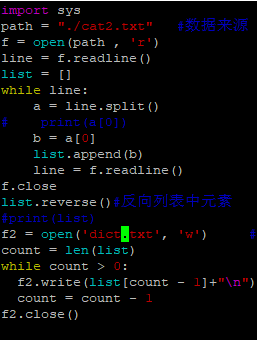 import sys
path = "./cat2.txt"   #数据来源
f = open(path , 'r')
line = f.readline()
list = []
while line:
    a = line.split()
#    print(a[0])
    b = a[0]
    list.append(b)
    line = f.readline()
f.close
list.reverse()#反向列表中元素
#print(list)
f2 = open('dict.txt', 'w')     #
count = len(list)
while count > 0:
  f2.write(list[count - 1]+"\n")
  count = count - 1
f2.close()